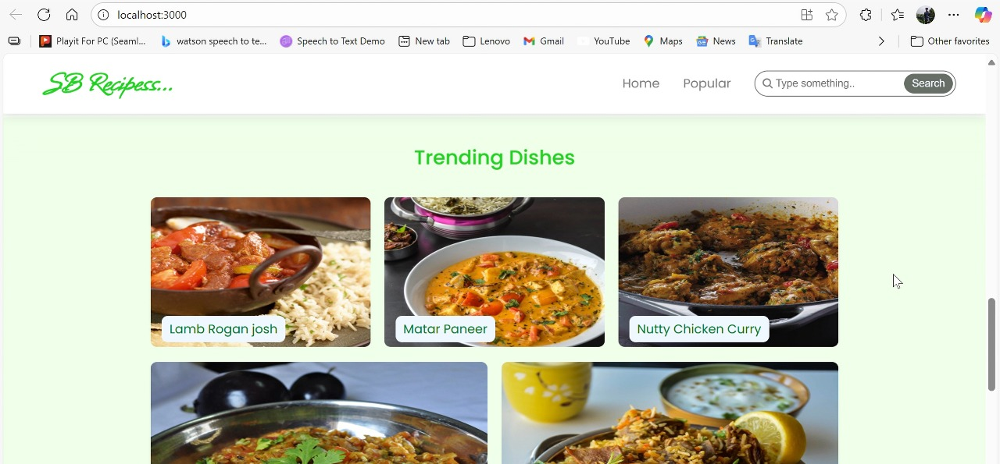 localhost:3000
Playit For PC (Seaml... watson speech to te... Speech to Text Demo New tab Lenovo Gmail YouTube Maps News Translate Other favorites
SB Recipess... Home Popular Type something.. Search
Trending Dishes
Lamb Rogan josh Matar Paneer Nutty Chicken Curry